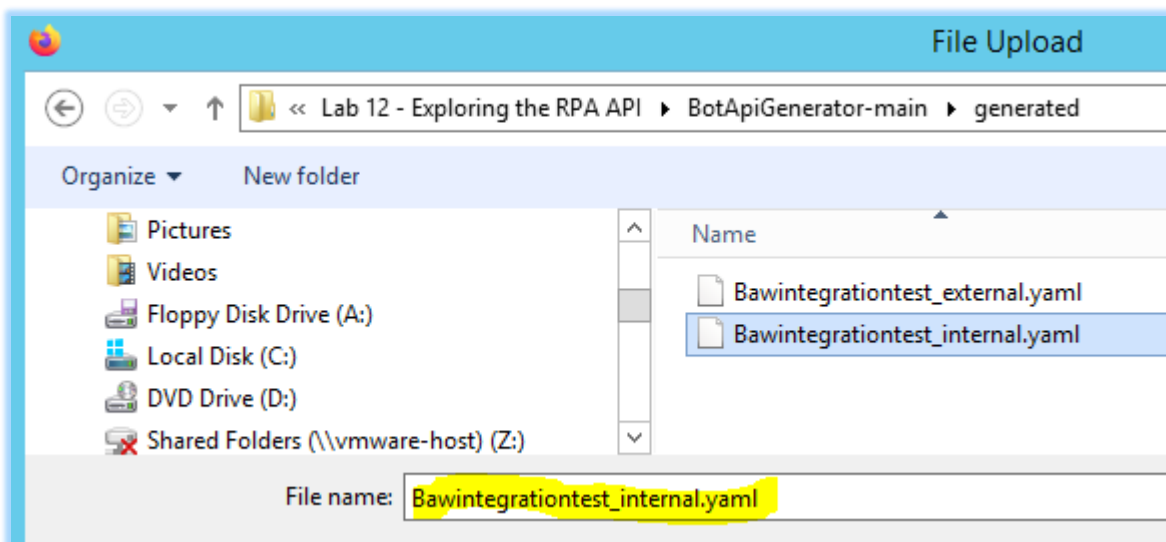 File Upload
« Lab 12 - Exploring the RPA API ▸ BotApiGenerator-main ▸ generated
Organize ▾ New folder
Pictures
Videos
Floppy Disk Drive (A:)
Local Disk (C:)
DVD Drive (D:)
Shared Folders (\\vmware-host) (Z:)
Name
Bawintegrationtest_external.yaml
Bawintegrationtest_internal.yaml
File name: Bawintegrationtest_internal.yaml